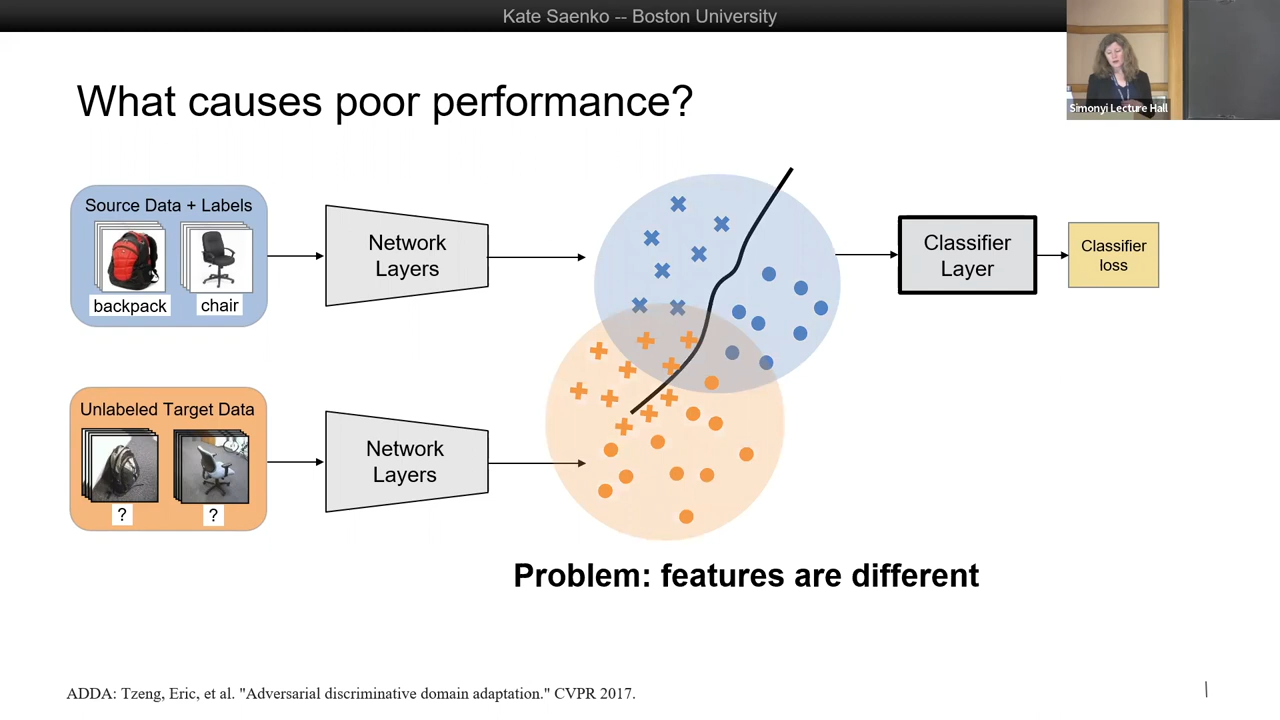 Kate Saenko -- Boston University
Simonyi Lecture Hall
What causes poor performance?
Source Data + Labels
backpack
chair
Network
Layers
Classifier
Layer
Classifier
loss
Unlabeled Target Data
?
?
Network
Layers
Problem: features are different
ADDA: Tzeng, Eric, et al. "Adversarial discriminative domain adaptation." CVPR 2017.